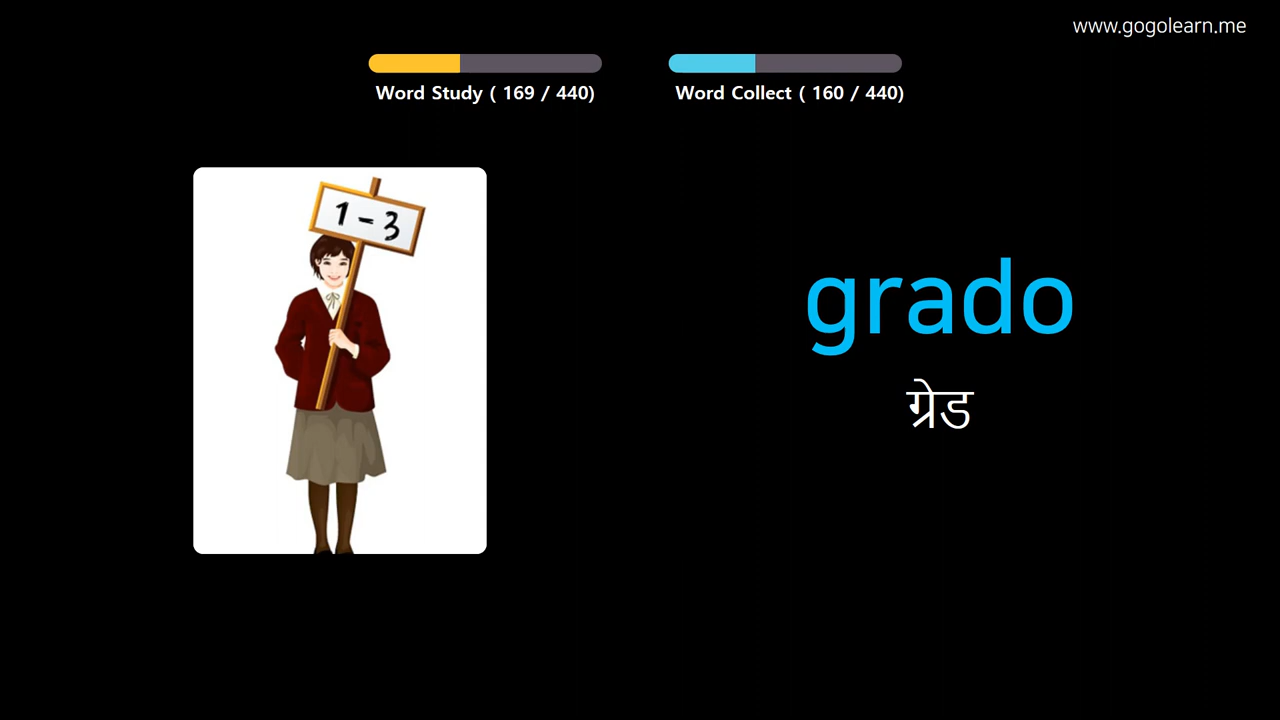 www.gogolearn.me
Word Study ( 169 / 440)
Word Collect ( 160 / 440)
1 - 3
grado
ग्रेड